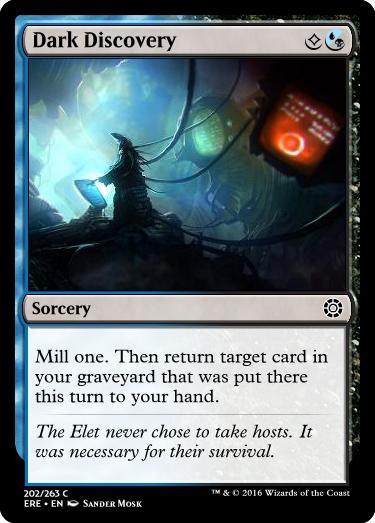 Dark Discovery
Sorcery
Mill one. Then return target card in
your graveyard that was put there
this turn to your hand.
The Elet never chose to take hosts. It
was necessary for their survival.
202/263 C
ERE • EN SANDER MOSK
™ & © 2016 Wizards of the Coast